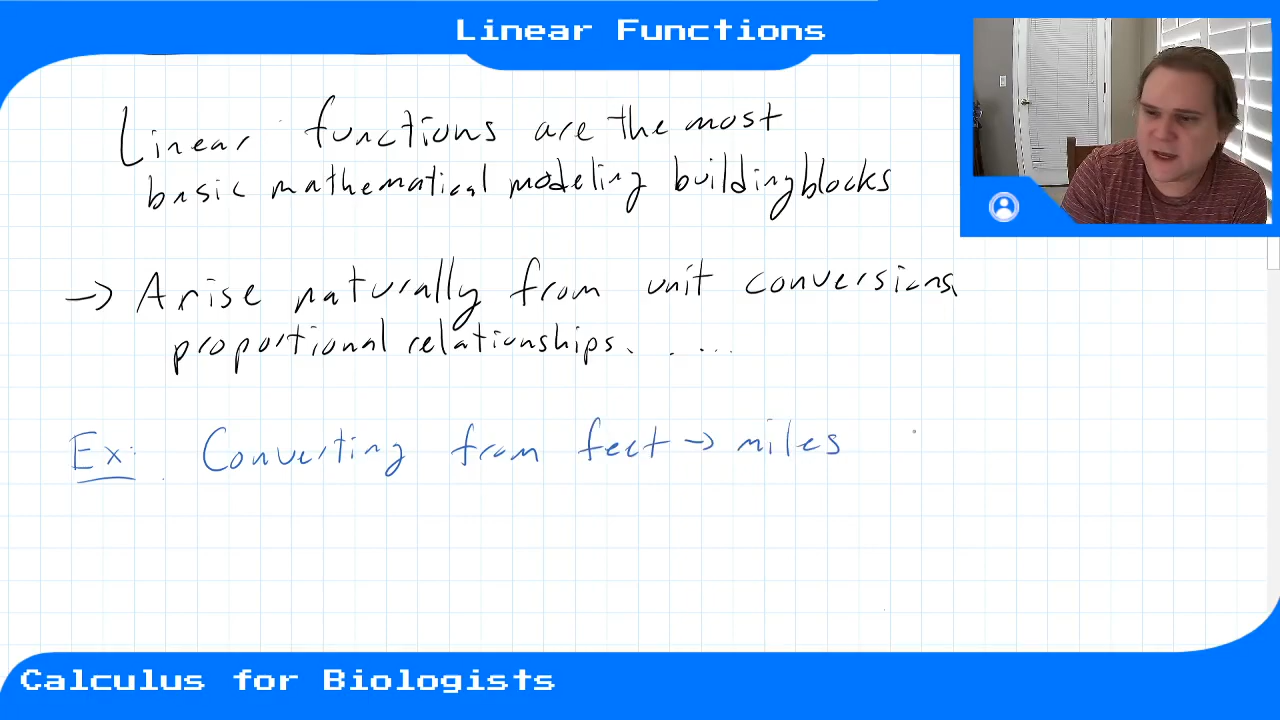 Linear Functions
Linear functions are the most
basic mathematical modeling buildingblocks
→ Arise naturally from unit conversions,
proportional relationships. . ...
Ex: Converting from feet → miles
Calculus for Biologists